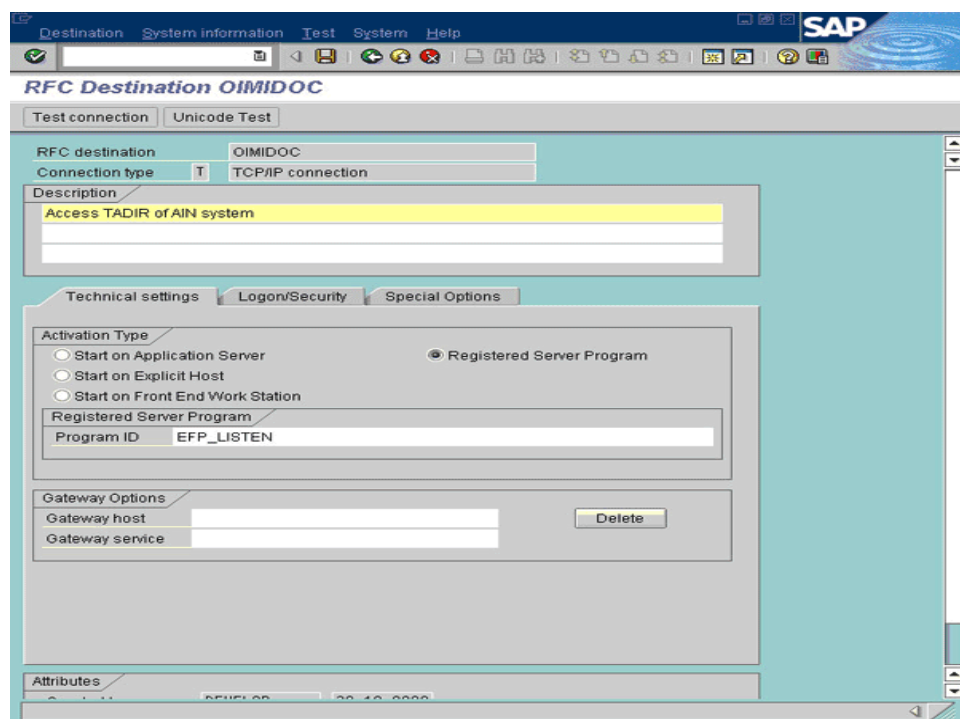 Destination System information Test System Help
SAP
RFC Destination OIMIDOC
Test connection Unicode Test
RFC destination OIMIDOC
Connection type T TCP/IP connection
Description
Access TADIR of AIN system
Technical settings Logon/Security Special Options
Activation Type
Start on Application Server Registered Server Program
Start on Explicit Host
Start on Front End Work Station
Registered Server Program
Program ID EFP_LISTEN
Gateway Options
Gateway host Delete
Gateway service
Attributes